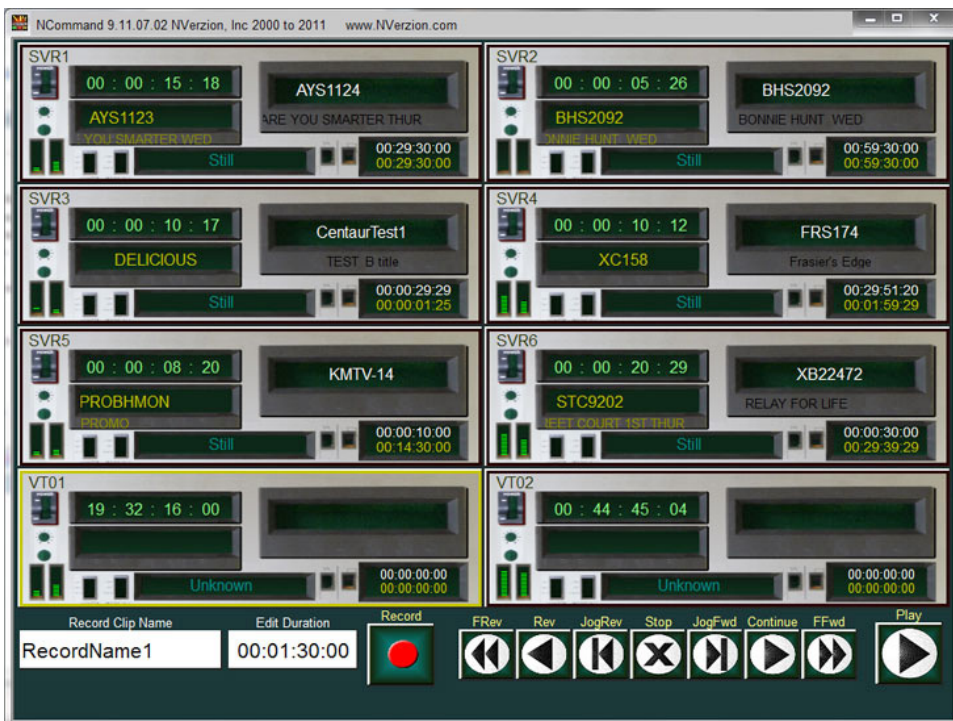 NCommand 9.11.07.02 NVerzion, Inc 2000 to 2011 www.NVerzion.com
SVR1
00 : 00 : 15 : 18
AYS1124
AYS1123
ARE YOU SMARTER THUR
YOU SMARTER WED
Still
00:29:30:00
00:29:30:00
SVR2
00 : 00 : 05 : 26
BHS2092
BHS2092
BONNIE HUNT WED
ONNIE HUNT WED
Still
00:59:30:00
00:59:30:00
SVR3
00 : 00 : 10 : 17
CentaurTest1
DELICIOUS
TEST B title
Still
00:00:29:29
00:00:01:25
SVR4
00 : 00 : 10 : 12
FRS174
XC158
Frasier's Edge
Still
00:29:51:20
00:01:59:29
SVR5
00 : 00 : 08 : 20
KMTV-14
PROBHMON
PROMO
Still
00:00:10:00
00:14:30:00
SVR6
00 : 00 : 20 : 29
XB22472
STC9202
RELAY FOR LIFE
REET COURT 1ST THUR
Still
00:00:30:00
00:29:39:29
VT01
19 : 32 : 16 : 00
Unknown
00:00:00:00
00:00:00:00
VT02
00 : 44 : 45 : 04
Unknown
00:00:00:00
00:00:00:00
Record Clip Name
Edit Duration
Record
FRev Rev JogRev Stop JogFwd Continue FFwd
Play
RecordName1
00:01:30:00